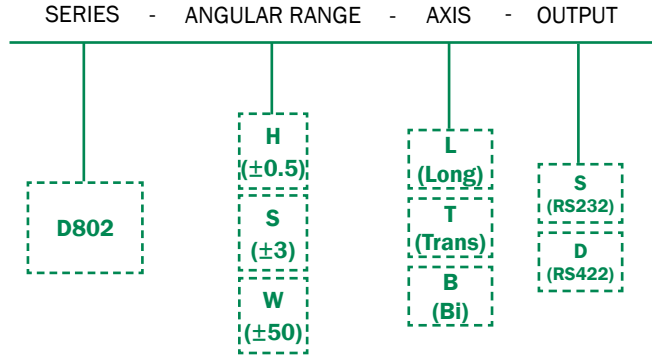 SERIES - ANGULAR RANGE - AXIS - OUTPUT
D802
H
(±0.5)
S
(±3)
W
(±50)
L
(Long)
T
(Trans)
B
(Bi)
S
(RS232)
D
(RS422)